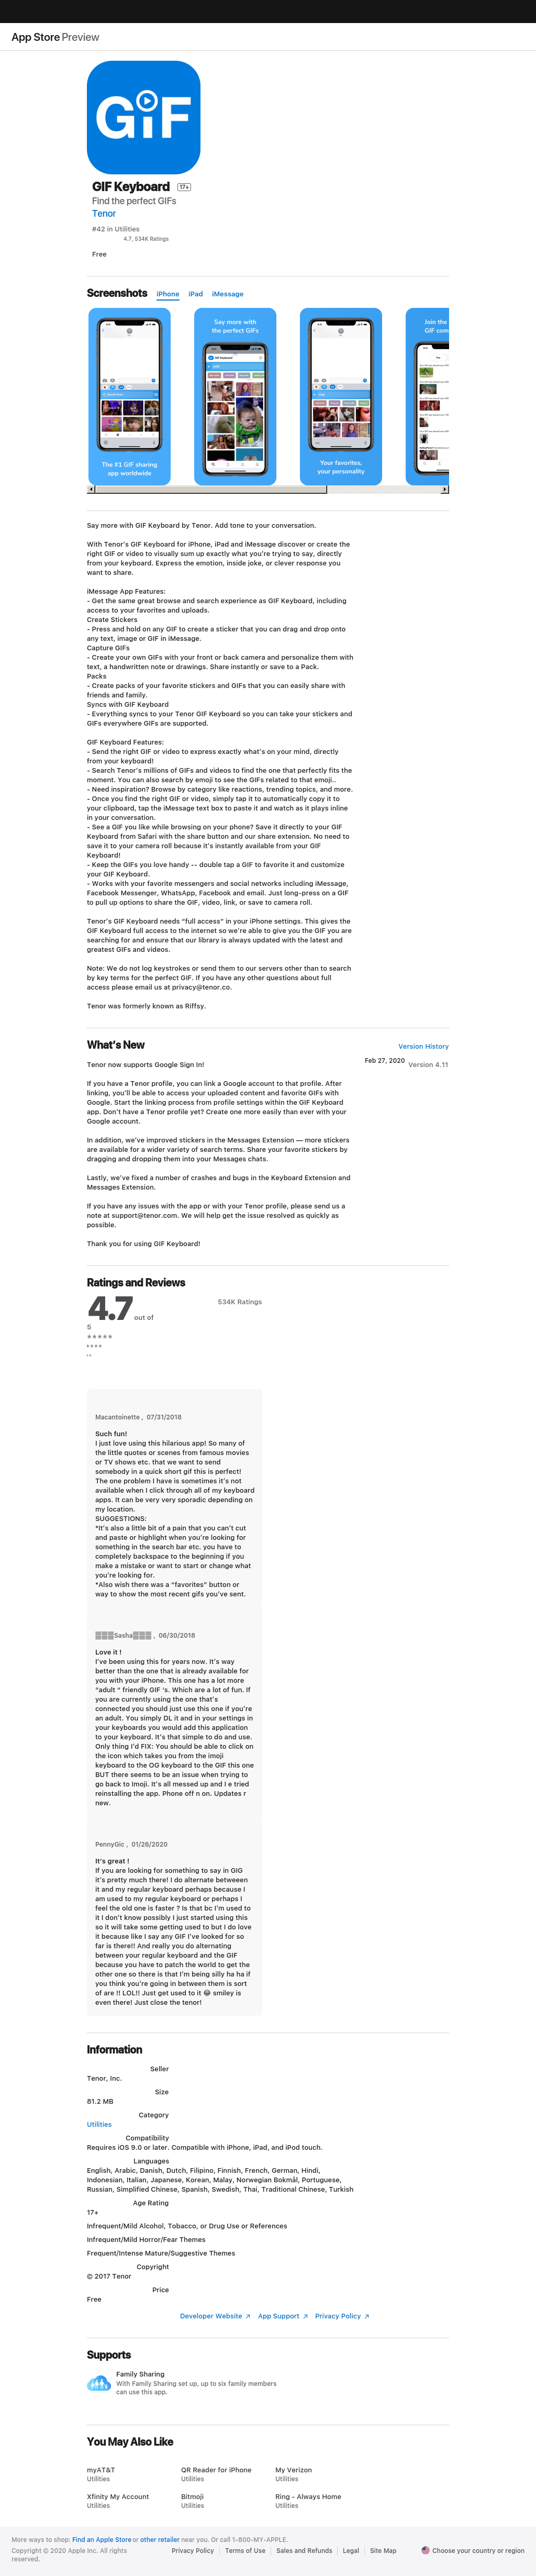 App Store Preview
GIF
GIF Keyboard 17+
Find the perfect GIFs
Tenor
#42 in Utilities
4.7, 534K Ratings
Free
Screenshots iPhone iPad iMessage
The #1 GIF sharing
app worldwide
Say more with
the perfect GIFs
GIF Keyboard
Your favorites,
your personality
Join the
GIF com
Say more with GIF Keyboard by Tenor. Add tone to your conversation.
With Tenor's GIF Keyboard for iPhone, iPad and iMessage discover or create the
right GIF or video to visually sum up exactly what you're trying to say, directly
from your keyboard. Express the emotion, inside joke, or clever response you
want to share.
iMessage App Features:
- Get the same great browse and search experience as GIF Keyboard, including
access to your favorites and uploads.
Create Stickers
- Press and hold on any GIF to create a sticker that you can drag and drop onto
any text, image or GIF in iMessage.
Capture GIFs
- Create your own GIFs with your front or back camera and personalize them with
text, a handwritten note or drawings. Share instantly or save to a Pack.
Packs
- Create packs of your favorite stickers and GIFs that you can easily share with
friends and family.
Syncs with GIF Keyboard
- Everything syncs to your Tenor GIF Keyboard so you can take your stickers and
GIFs everywhere GIFs are supported.
GIF Keyboard Features:
- Send the right GIF or video to express exactly what's on your mind, directly
from your keyboard!
- Search Tenor's millions of GIFs and videos to find the one that perfectly fits the
moment. You can also search by emoji to see the GIFs related to that emoji..
- Need inspiration? Browse by category like reactions, trending topics, and more.
- Once you find the right GIF or video, simply tap it to automatically copy it to
your clipboard, tap the iMessage text box to paste it and watch as it plays inline
in your conversation.
- See a GIF you like while browsing on your phone? Save it directly to your GIF
Keyboard from Safari with the share button and our share extension. No need to
save it to your camera roll because it's instantly available from your GIF
Keyboard!
- Keep the GIFs you love handy -- double tap a GIF to favorite it and customize
your GIF Keyboard.
- Works with your favorite messengers and social networks including iMessage,
Facebook Messenger, WhatsApp, Facebook and email. Just long-press on a GIF
to pull up options to share the GIF, video, link, or save to camera roll.
Tenor's GIF Keyboard needs "full access" in your iPhone settings. This gives the
GIF Keyboard full access to the internet so we're able to give you the GIF you are
searching for and ensure that our library is always updated with the latest and
greatest GIFs and videos.
Note: We do not log keystrokes or send them to our servers other than to search
by key terms for the perfect GIF. If you have any other questions about full
access please email us at privacy@tenor.co.
Tenor was formerly known as Riffsy.
What's New Version History
Feb 27, 2020 Version 4.11
Tenor now supports Google Sign In!
If you have a Tenor profile, you can link a Google account to that profile. After
linking, you'll be able to access your uploaded content and favorite GIFs with
Google. Start the linking process from profile settings within the GIF Keyboard
app. Don't have a Tenor profile yet? Create one more easily than ever with your
Google account.
In addition, we've improved stickers in the Messages Extension — more stickers
are available for a wider variety of search terms. Share your favorite stickers by
dragging and dropping them into your Messages chats.
Lastly, we've fixed a number of crashes and bugs in the Keyboard Extension and
Messages Extension.
If you have any issues with the app or with your Tenor profile, please send us a
note at support@tenor.com. We will help get the issue resolved as quickly as
possible.
Thank you for using GIF Keyboard!
Ratings and Reviews
4.7 out of
5
534K Ratings
Macantoinette , 07/31/2018
Such fun!
I just love using this hilarious app! So many of
the little quotes or scenes from famous movies
or TV shows etc. that we want to send
somebody in a quick short gif this is perfect!
The one problem I have is sometimes it's not
available when I click through all of my keyboard
apps. It can be very very sporadic depending on
my location.
SUGGESTIONS:
*It's also a little bit of a pain that you can't cut
and paste or highlight when you're looking for
something in the search bar etc. you have to
completely backspace to the beginning if you
make a mistake or want to start or change what
you're looking for.
*Also wish there was a "favorites" button or
way to show the most recent gifs you've sent.
▓▓▓Sasha▓▓▓ , 06/30/2018
Love it !
I've been using this for years now. It's way
better than the one that is already available for
you with your iPhone. This one has a lot more
"adult " friendly GIF 's. Which are a lot of fun. If
you are currently using the one that's
connected you should just use this one if you're
an adult. You simply DL it and in your settings in
your keyboards you would add this application
to your keyboard. It's that simple to do and use.
Only thing I'd FIX: You should be able to click on
the icon which takes you from the imoji
keyboard to the OG keyboard to the GIF this one
BUT there seems to be an issue when trying to
go back to Imoji. It's all messed up and I e tried
reinstalling the app. Phone off n on. Updates r
new.
PennyGic , 01/26/2020
It's great !
If you are looking for something to say in GIG
it's pretty much there! I do alternate betweeen
it and my regular keyboard perhaps because I
am used to my regular keyboard or perhaps I
feel the old one is faster ? Is that bc I'm used to
it I don't know possibly I just started using this
so it will take some getting used to but I do love
it because like I say any GIF I've looked for so
far is there!! And really you do alternating
between your regular keyboard and the GIF
because you have to patch the world to get the
other one so there is that I'm being silly ha ha if
you think you're going in between them is sort
of are !! LOL!! Just get used to it 😂 smiley is
even there! Just close the tenor!
Information
Seller
Tenor, Inc.
Size
81.2 MB
Category
Utilities
Compatibility
Requires iOS 9.0 or later. Compatible with iPhone, iPad, and iPod touch.
Languages
English, Arabic, Danish, Dutch, Filipino, Finnish, French, German, Hindi,
Indonesian, Italian, Japanese, Korean, Malay, Norwegian Bokmål, Portuguese,
Russian, Simplified Chinese, Spanish, Swedish, Thai, Traditional Chinese, Turkish
Age Rating
17+
Infrequent/Mild Alcohol, Tobacco, or Drug Use or References
Infrequent/Mild Horror/Fear Themes
Frequent/Intense Mature/Suggestive Themes
Copyright
© 2017 Tenor
Price
Free
Developer Website App Support Privacy Policy
Supports
Family Sharing
With Family Sharing set up, up to six family members
can use this app.
You May Also Like
myAT&T QR Reader for iPhone My Verizon
Utilities Utilities Utilities
Xfinity My Account Bitmoji Ring - Always Home
Utilities Utilities Utilities
More ways to shop: Find an Apple Store or other retailer near you. Or call 1-800-MY-APPLE.
Copyright © 2020 Apple Inc. All rights
reserved.
Privacy Policy Terms of Use Sales and Refunds Legal Site Map Choose your country or region